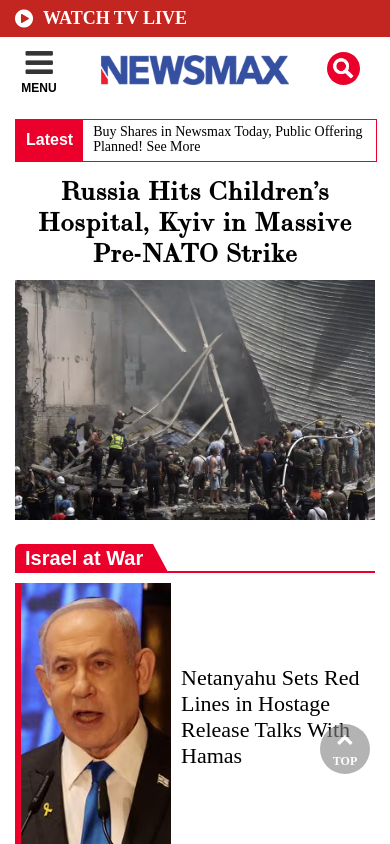 WATCH TV LIVE
MENU
NEWSMAX
Latest
Buy Shares in Newsmax Today, Public Offering
Planned! See More
Russia Hits Children’s
Hospital, Kyiv in Massive
Pre-NATO Strike
Israel at War
Netanyahu Sets Red
Lines in Hostage
Release Talks With
Hamas
TOP